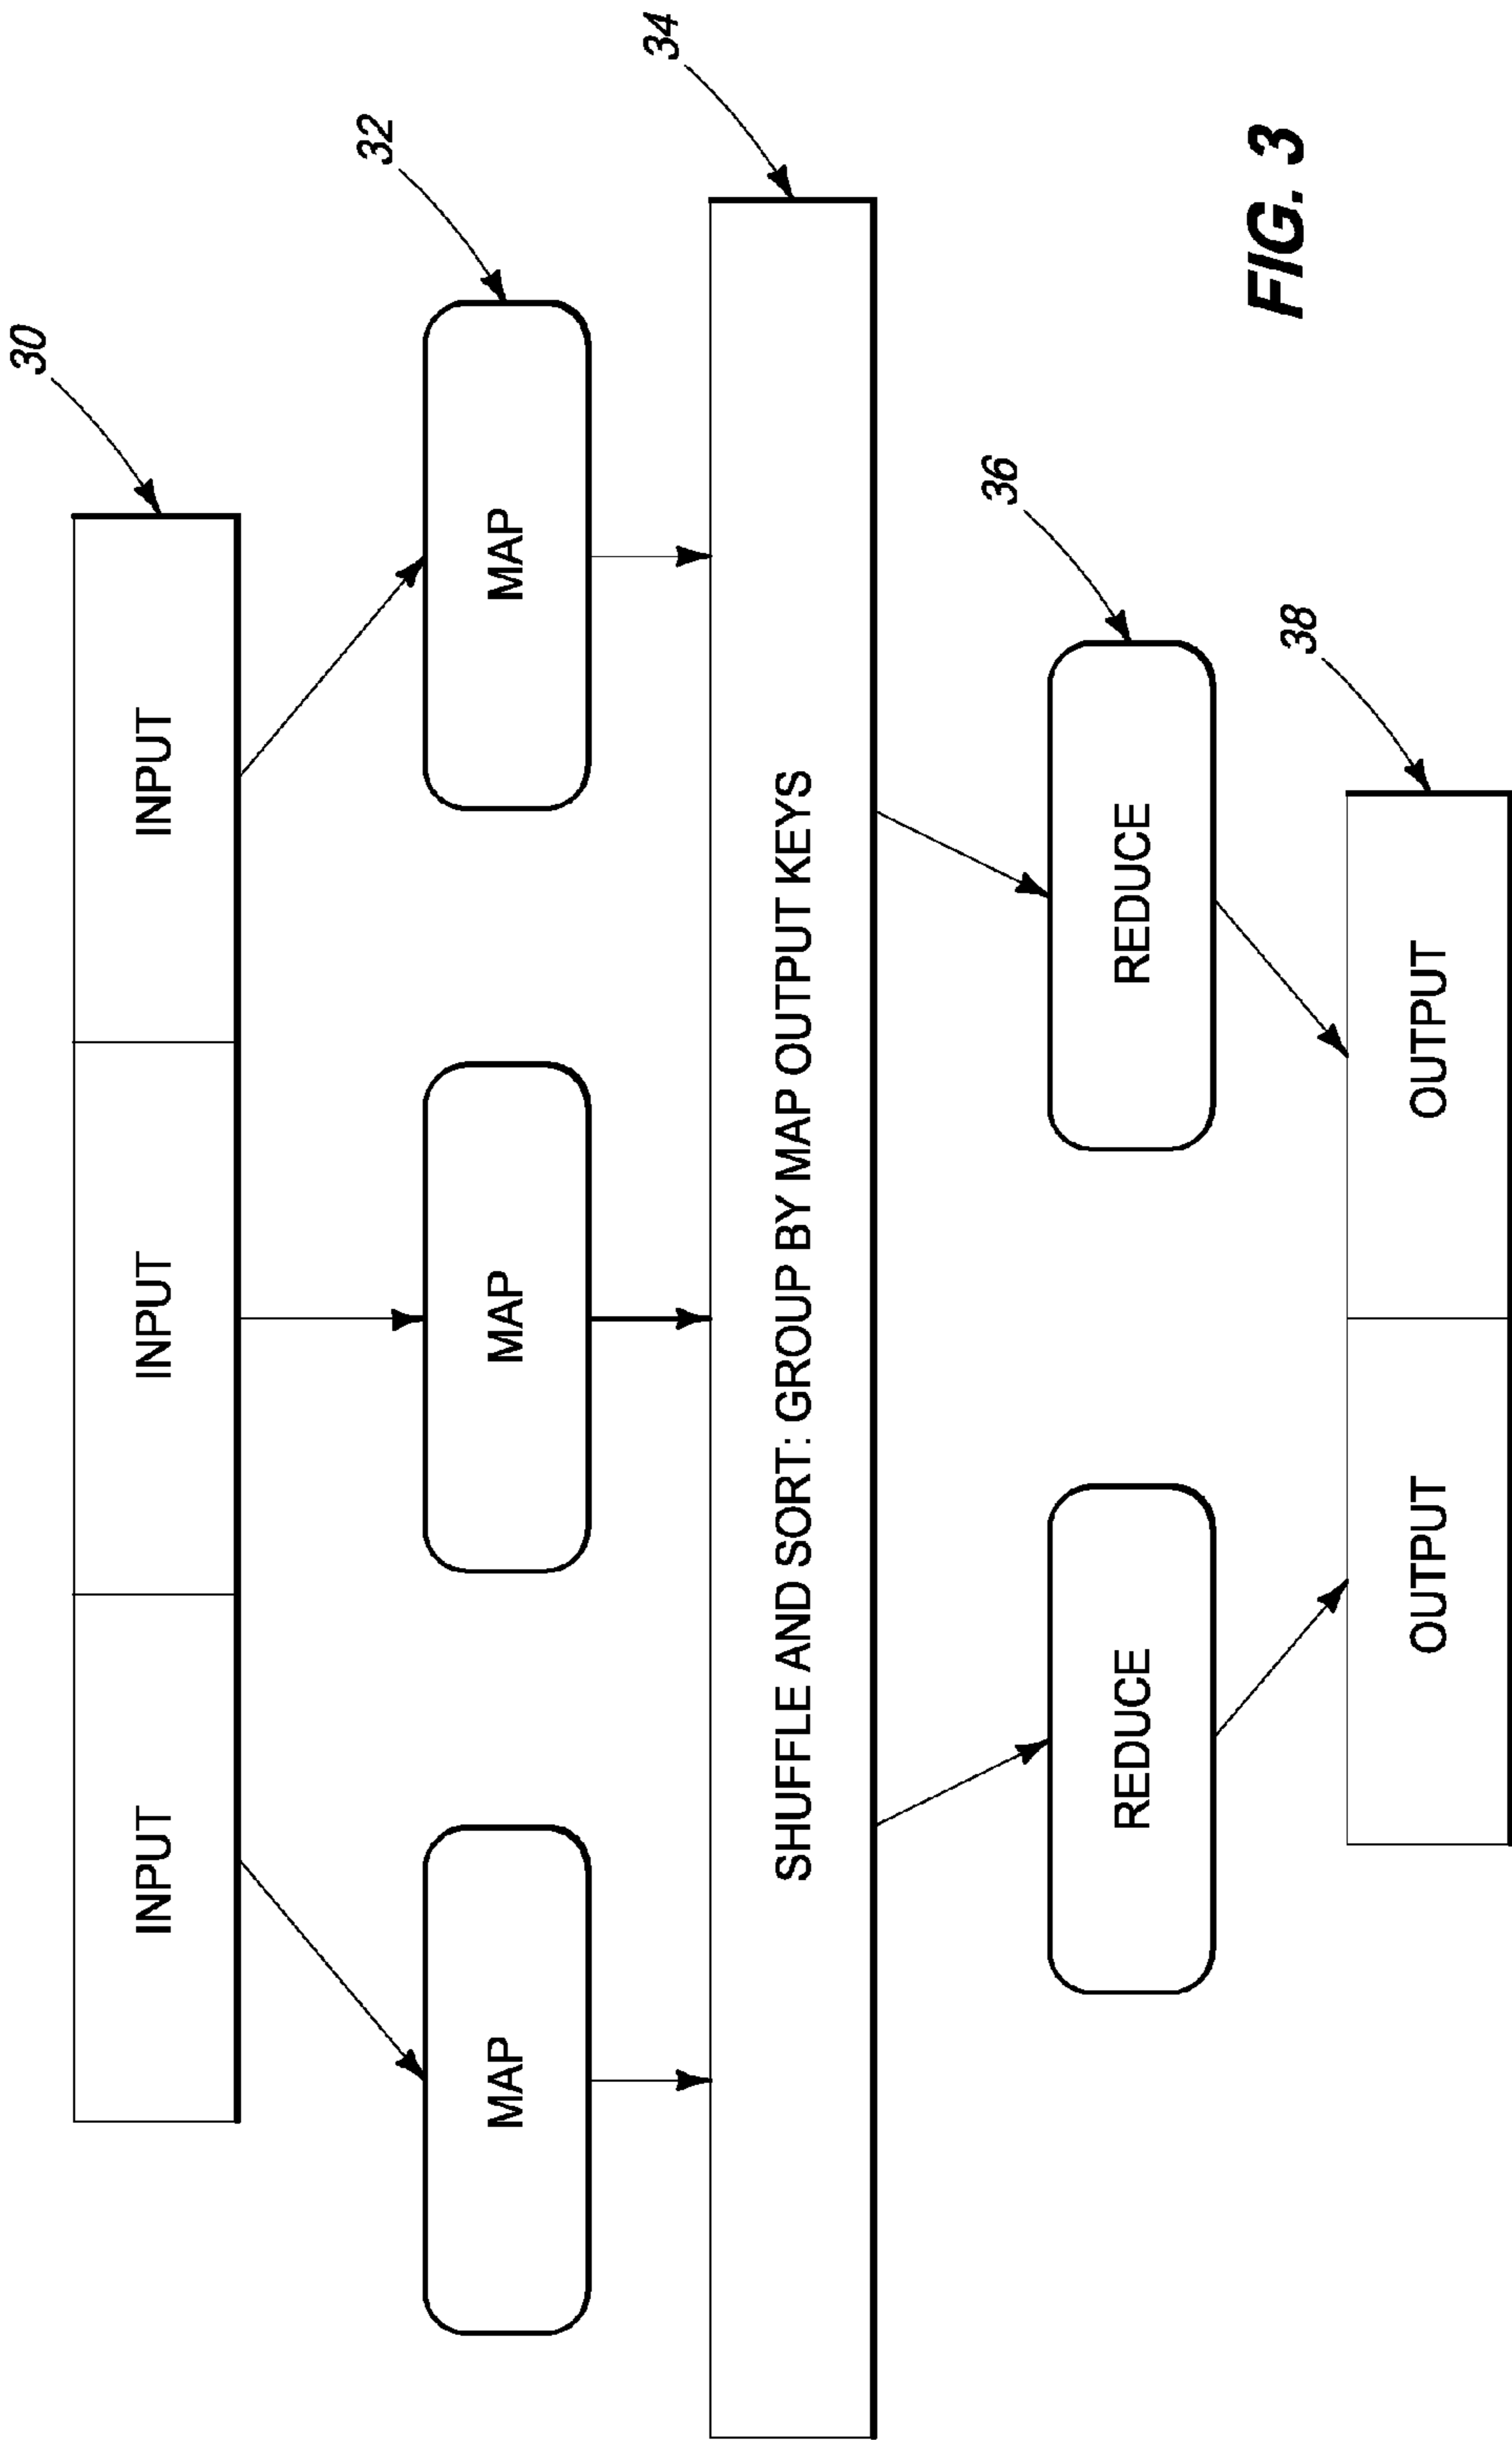 30
INPUT
INPUT
INPUT
32
MAP
MAP
MAP
34
SHUFFLE AND SORT: GROUP BY MAP OUTPUT KEYS
36
REDUCE
REDUCE
38
OUTPUT
OUTPUT
FIG. 3